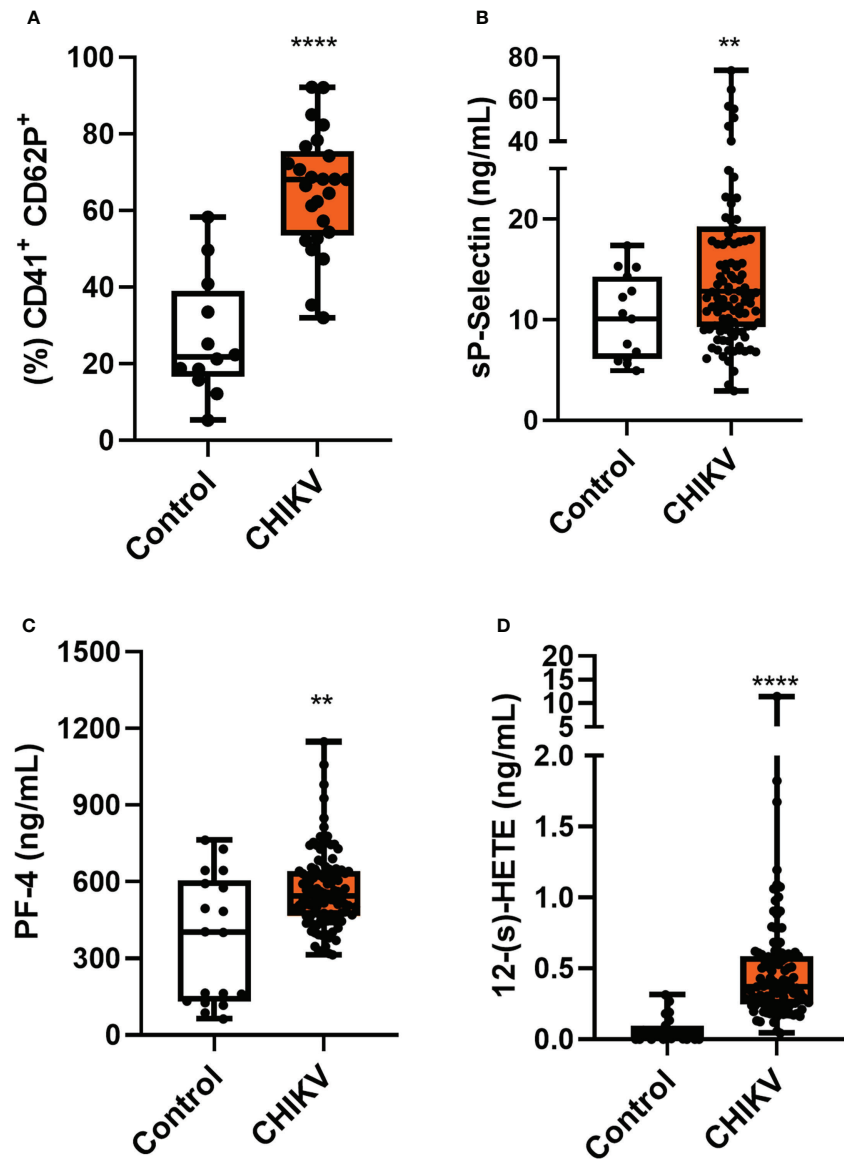 A
****
(%) CD41+ CD62P+
100
80
60
40
20
0
Control
CHIKV
B
**
sP-Selectin (ng/mL)
80
60
40
20
10
0
Control
CHIKV
C
**
PF-4 (ng/mL)
1500
1200
900
600
300
0
Control
CHIKV
D
****
12-(s)-HETE (ng/mL)
20
15
10
5
2.0
1.5
1.0
0.5
0.0
Control
CHIKV